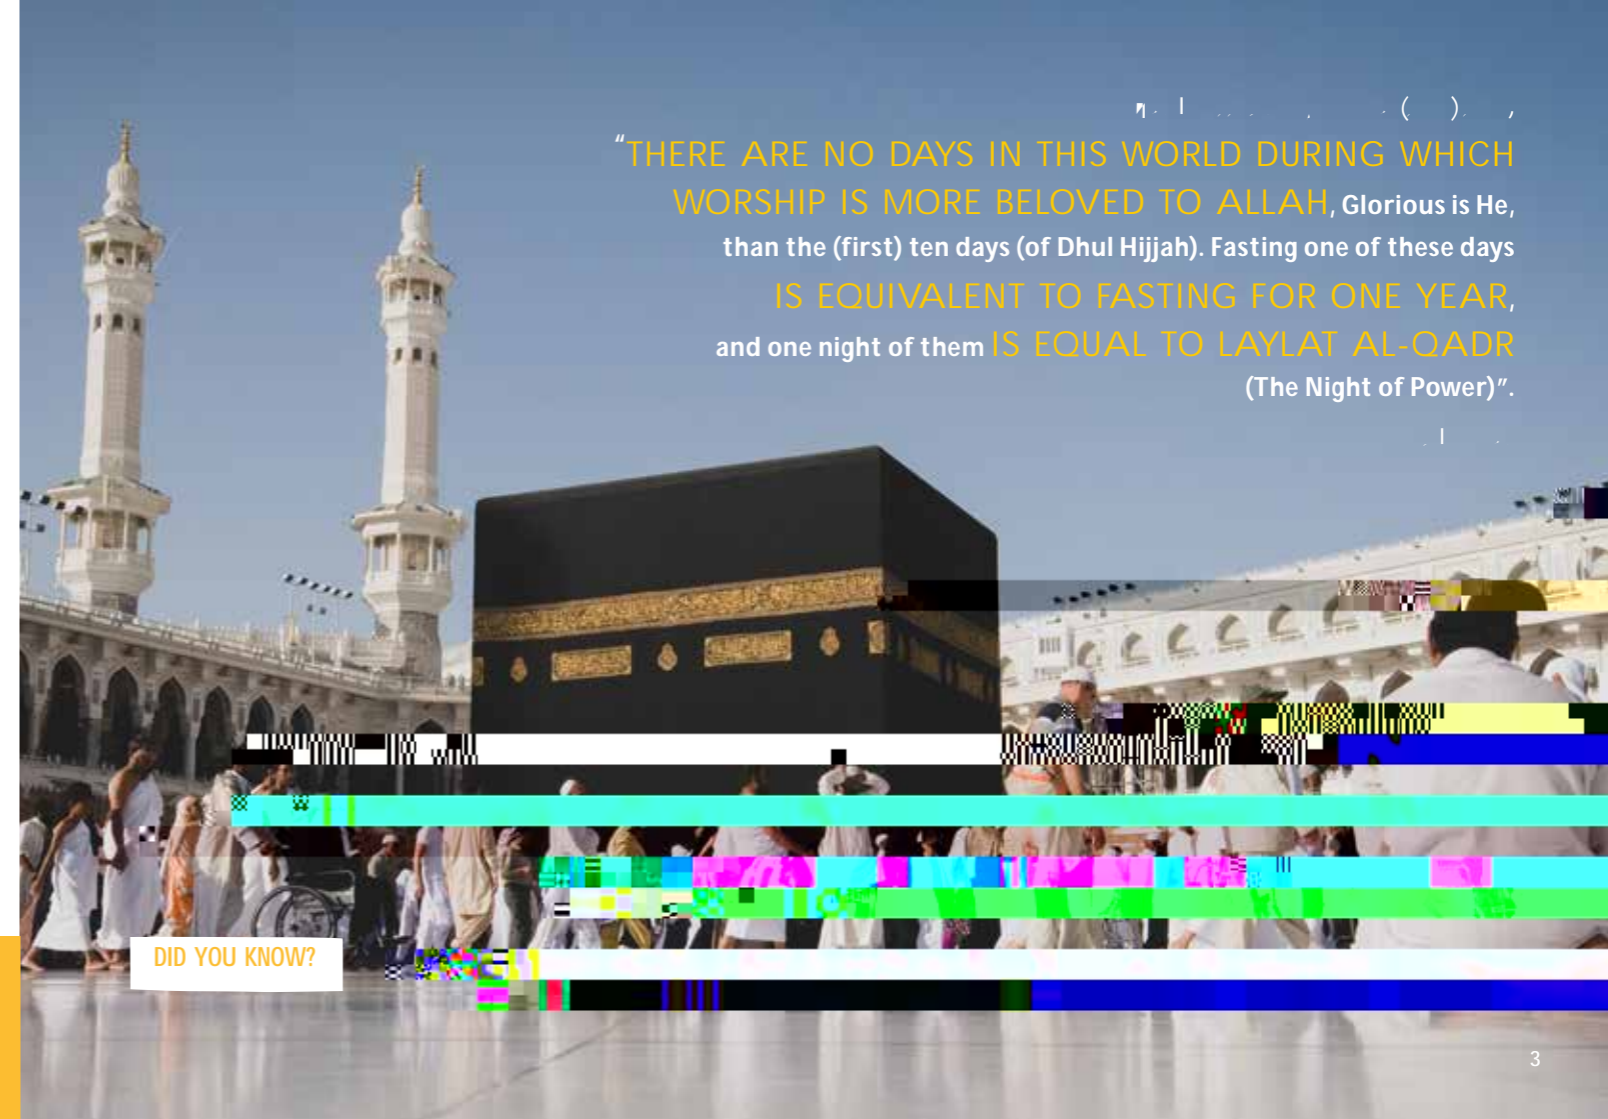 “THERE ARE NO DAYS IN THIS WORLD DURING WHICH
WORSHIP IS MORE BELOVED TO ALLAH, Glorious is He,
than the (first) ten days (of Dhul Hijjah). Fasting one of these days
IS EQUIVALENT TO FASTING FOR ONE YEAR,
and one night of them IS EQUAL TO LAYLAT AL-QADR
(The Night of Power)”.
DID YOU KNOW?
3